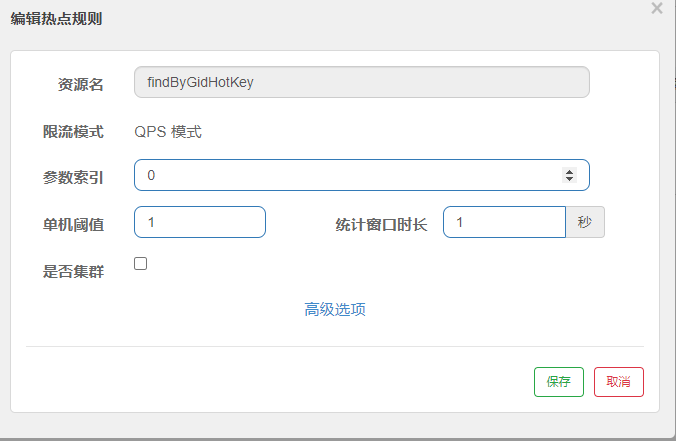 编辑热点规则
×
资源名 findByGidHotKey
限流模式 QPS 模式
参数索引 0
单机阈值 1 统计窗口时长 1 秒
是否集群
高级选项
保存 取消